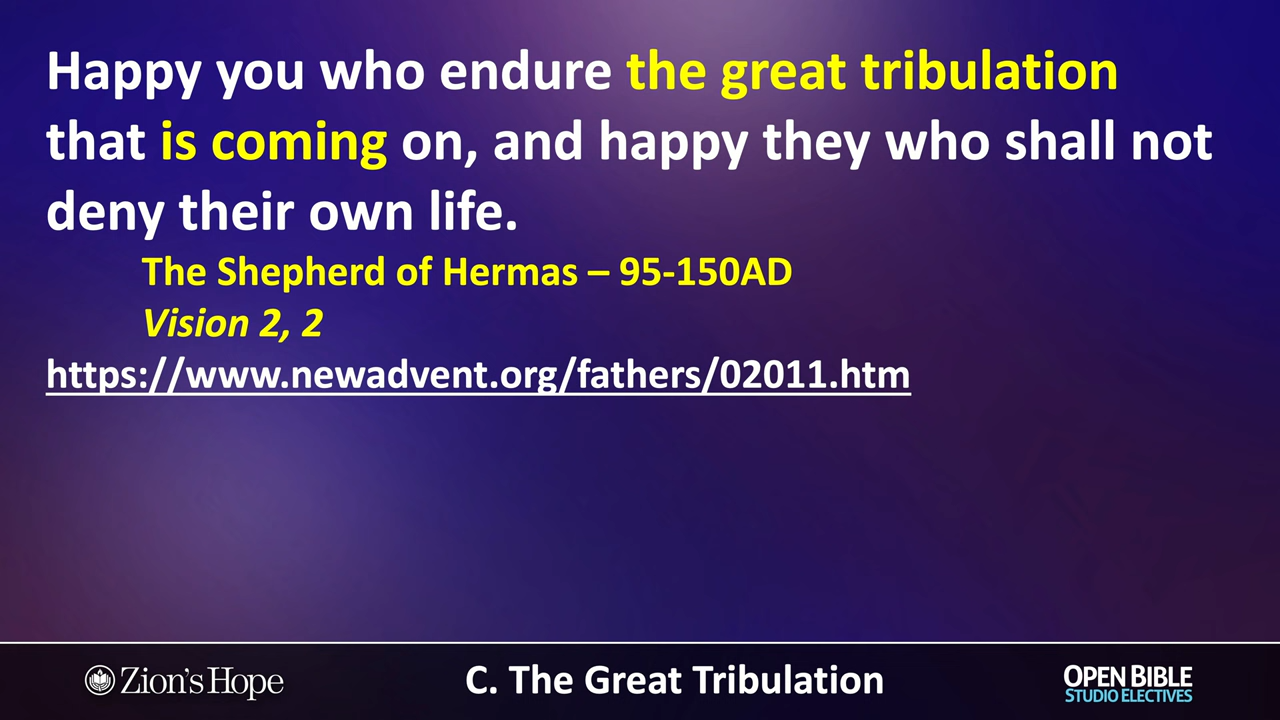 Happy you who endure the great tribulation
that is coming on, and happy they who shall not
deny their own life.
The Shepherd of Hermas – 95-150AD
Vision 2, 2
https://www.newadvent.org/fathers/02011.htm
Zion's Hope
C. The Great Tribulation
OPEN BIBLE
STUDIO ELECTIVES